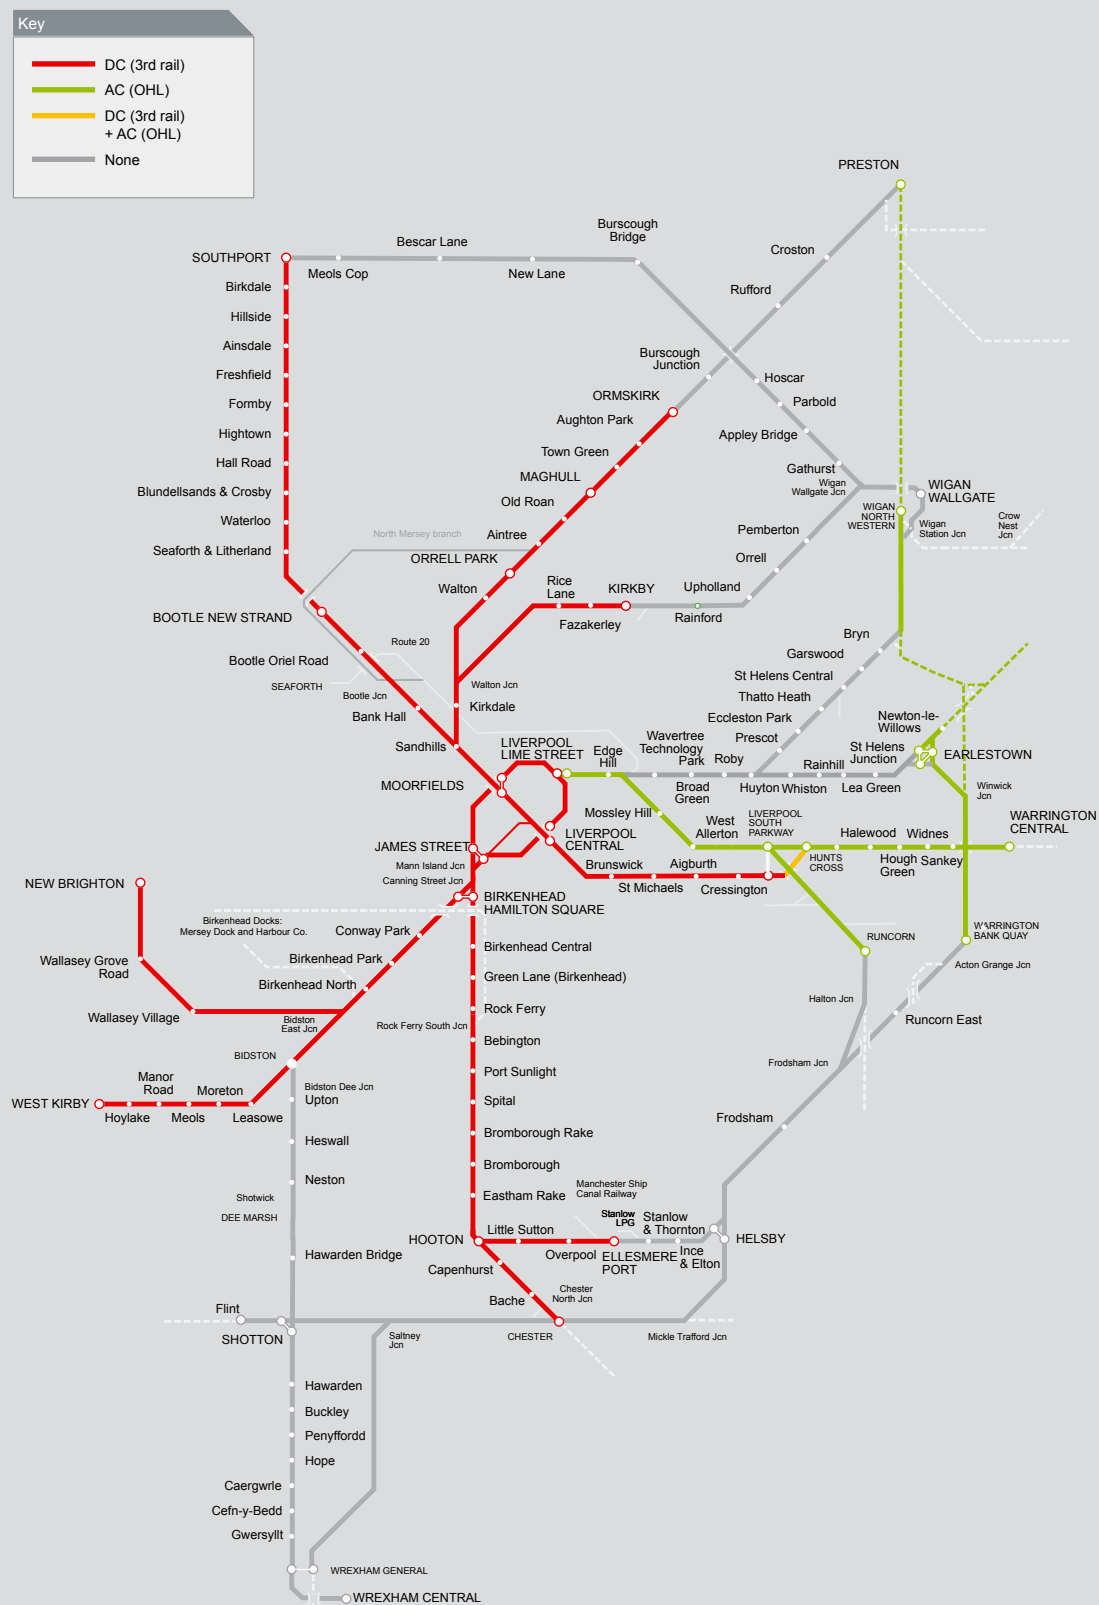 Key
DC (3rd rail)
AC (OHL)
DC (3rd rail)
+ AC (OHL)
None
PRESTON
Burscough
Bridge
Bescar Lane
Croston
SOUTHPORT
Meols Cop
New Lane
Birkdale
Rufford
Hillside
Ainsdale
Burscough
Junction
Freshfield
Hoscar
ORMSKIRK
Formby
Parbold
Aughton Park
Hightown
Appley Bridge
Town Green
Hall Road
Gathurst
MAGHULL
Wigan
Wallgate Jcn
WIGAN
WALLGATE
Blundellsands & Crosby
Old Roan
WIGAN
NORTH
WESTERN
Wigan
Station Jcn
Crow
Nest
Jcn
Waterloo
Pemberton
North Mersey branch
Aintree
Seaforth & Litherland
ORRELL PARK
Orrell
Walton
Rice
Lane
KIRKBY
Upholland
Rainford
BOOTLE NEW STRAND
Fazakerley
Bryn
Route 20
Garswood
Bootle Oriel Road
SEAFORTH
St Helens Central
Walton Jcn
Bootle Jcn
Thatto Heath
Kirkdale
Bank Hall
Eccleston Park
Newton-le-
Willows
Prescot
Sandhills
LIVERPOOL
LIME STREET
Edge
Hill
Wavertree
Technology
Park
Roby
Rainhill
St Helens
Junction
EARLESTOWN
MOORFIELDS
Broad
Green
Huyton
Whiston
Lea Green
Winwick
Jcn
Mossley Hill
West
Allerton
LIVERPOOL
SOUTH
PARKWAY
WARRINGTON
CENTRAL
JAMES STREET
LIVERPOOL
CENTRAL
Halewood
Widnes
Mann Island Jcn
Brunswick
Aigburth
HUNTS
CROSS
Hough
Green
Sankey
Canning Street Jcn
St Michaels
Cressington
NEW BRIGHTON
BIRKENHEAD
HAMILTON SQUARE
Birkenhead Docks:
Mersey Dock and Harbour Co.
Conway Park
WARRINGTON
BANK QUAY
RUNCORN
Birkenhead Central
Wallasey Grove
Road
Birkenhead Park
Acton Grange Jcn
Green Lane (Birkenhead)
Birkenhead North
Halton Jcn
Rock Ferry
Wallasey Village
Bidston
East Jcn
Rock Ferry South Jcn
Runcorn East
Bebington
BIDSTON
Frodsham Jcn
Port Sunlight
Manor
Road
Moreton
Bidston Dee Jcn
Upton
WEST KIRBY
Spital
Hoylake
Meols
Leasowe
Frodsham
Heswall
Bromborough Rake
Bromborough
Neston
Manchester Ship
Canal Railway
Shotwick
Eastham Rake
DEE MARSH
Stanlow
LPG
Stanlow
& Thornton
Little Sutton
HOOTON
HELSBY
Hawarden Bridge
Overpool
ELLESMERE
PORT
Ince
& Elton
Capenhurst
Chester
North Jcn
Bache
Flint
SHOTTON
Saltney
Jcn
CHESTER
Mickle Trafford Jcn
Hawarden
Buckley
Penyffordd
Hope
Caergwrle
Cefn-y-Bedd
Gwersyllt
WREXHAM GENERAL
WREXHAM CENTRAL